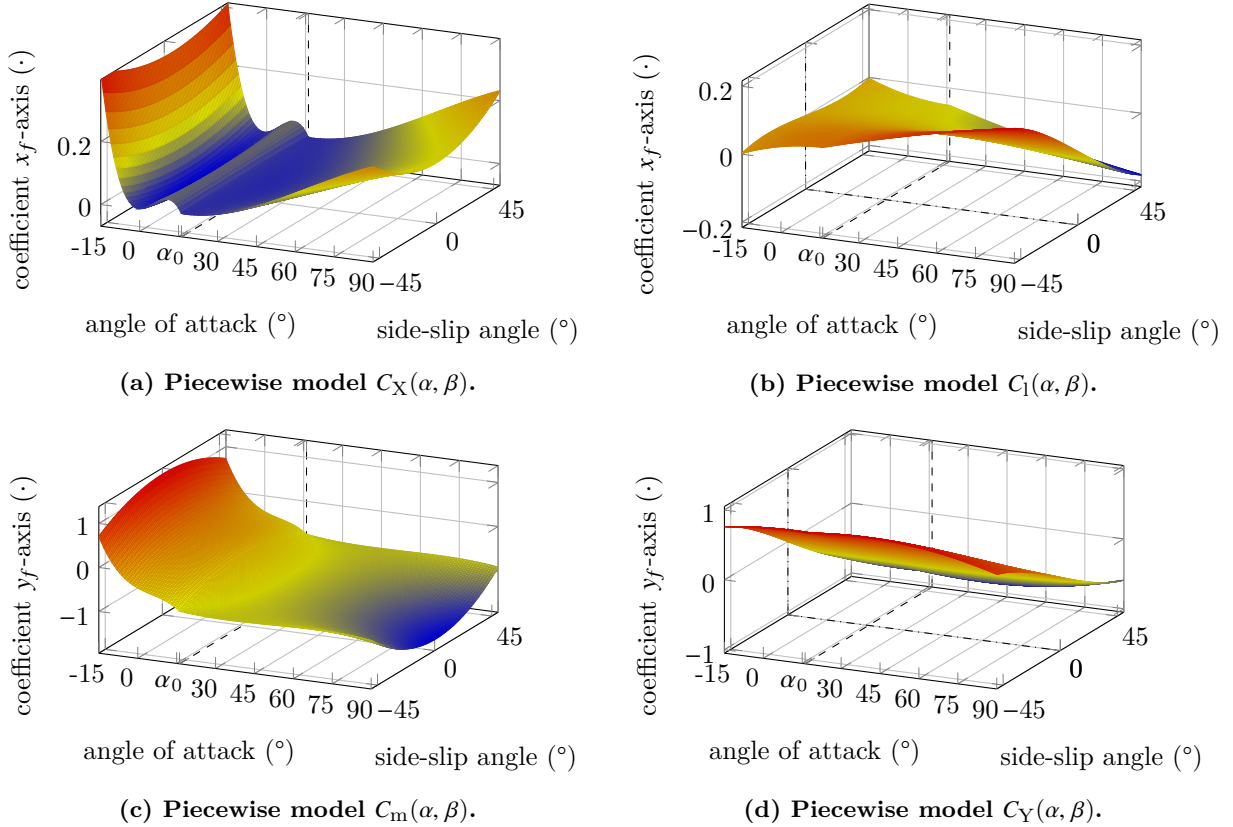 coefficient x_f-axis (·)
0.2
0
-15
0
α₀
30
45
60
75
90
−45
0
45
angle of attack (°)
side-slip angle (°)
(a) Piecewise model C_X(α, β).
coefficient x_f-axis (·)
0.2
0
−0.2
-15
0
α₀
30
45
60
75
90
−45
0
45
angle of attack (°)
side-slip angle (°)
(b) Piecewise model C_l(α, β).
coefficient y_f-axis (·)
1
0
−1
-15
0
α₀
30
45
60
75
90
−45
0
45
angle of attack (°)
side-slip angle (°)
(c) Piecewise model C_m(α, β).
coefficient y_f-axis (·)
1
0
−1
-15
0
α₀
30
45
60
75
90
−45
0
45
angle of attack (°)
side-slip angle (°)
(d) Piecewise model C_Y(α, β).